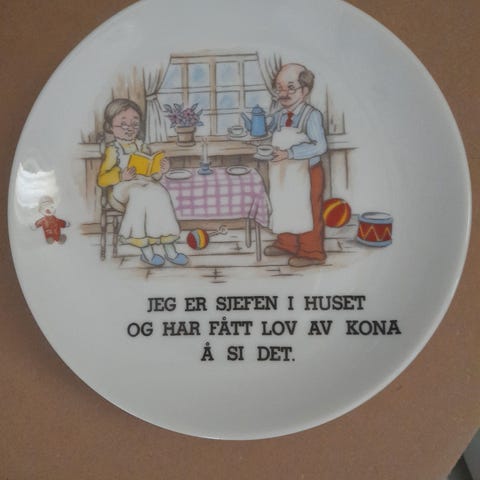 JEG ER SJEFEN I HUSET
OG HAR FÅTT LOV AV KONA
Å SI DET.